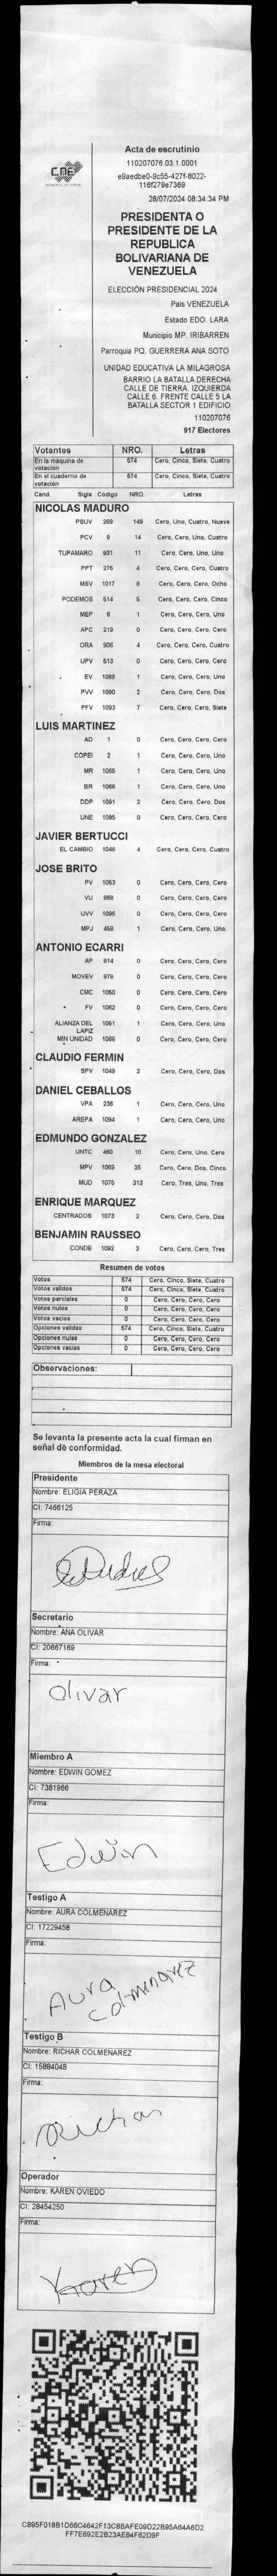 CNE
Acta de escrutinio
110207076.03.1.0001
e9aedbe0-9c55-427f-8022-
116f279e7369
28/07/2024 08:34:34 PM
PRESIDENTA O
PRESIDENTE DE LA
REPUBLICA
BOLIVARIANA DE
VENEZUELA
ELECCIÓN PRESIDENCIAL 2024
Pais VENEZUELA
Estado EDO. LARA
Municipio MP. IRIBARREN
Parroquia PQ. GUERRERA ANA SOTO
UNIDAD EDUCATIVA LA MILAGROSA
BARRIO LA BATALLA DERECHA
CALLE DE TIERRA. IZQUIERDA
CALLE 6. FRENTE CALLE 5 LA
BATALLA SECTOR 1 EDIFICIO
110207076
917 Electores
Votantes NRO. Letras
En la máquina de votación 574 Cero, Cinco, Siete, Cuatro
En el cuaderno de votación 574 Cero, Cinco, Siete, Cuatro
Cand. Sigla Código NRO. Letras
NICOLAS MADURO
PSUV 289 149 Cero, Uno, Cuatro, Nueve
PCV 9 14 Cero, Cero, Uno, Cuatro
TUPAMARO 931 11 Cero, Cero, Uno, Uno
PPT 276 4 Cero, Cero, Cero, Cuatro
MSV 1017 8 Cero, Cero, Cero, Ocho
PODEMOS 514 5 Cero, Cero, Cero, Cinco
MEP 6 1 Cero, Cero, Cero, Uno
APC 219 0 Cero, Cero, Cero, Cero
ORA 906 4 Cero, Cero, Cero, Cuatro
UPV 513 0 Cero, Cero, Cero, Cero
EV 1089 1 Cero, Cero, Cero, Uno
PVV 1090 2 Cero, Cero, Cero, Dos
PFV 1093 7 Cero, Cero, Cero, Siete
LUIS MARTINEZ
AD 1 0 Cero, Cero, Cero, Cero
COPEI 2 1 Cero, Cero, Cero, Uno
MR 1065 1 Cero, Cero, Cero, Uno
BR 1066 1 Cero, Cero, Cero, Uno
DDP 1091 2 Cero, Cero, Cero, Dos
UNE 1095 0 Cero, Cero, Cero, Cero
JAVIER BERTUCCI
EL CAMBIO 1048 4 Cero, Cero, Cero, Cuatro
JOSE BRITO
PV 1053 0 Cero, Cero, Cero, Cero
VU 868 0 Cero, Cero, Cero, Cero
UVV 1096 0 Cero, Cero, Cero, Cero
MPJ 458 1 Cero, Cero, Cero, Uno
ANTONIO ECARRI
AP 814 0 Cero, Cero, Cero, Cero
MOVEV 979 0 Cero, Cero, Cero, Cero
CMC 1050 0 Cero, Cero, Cero, Cero
FV 1062 0 Cero, Cero, Cero, Cero
ALIANZA DEL LAPIZ 1051 1 Cero, Cero, Cero, Uno
MIN UNIDAD 1068 0 Cero, Cero, Cero, Cero
CLAUDIO FERMIN
SPV 1049 2 Cero, Cero, Cero, Dos
DANIEL CEBALLOS
VPA 236 1 Cero, Cero, Cero, Uno
AREPA 1094 1 Cero, Cero, Cero, Uno
EDMUNDO GONZALEZ
UNTC 460 10 Cero, Cero, Uno, Cero
MPV 1069 25 Cero, Cero, Dos, Cinco
MUD 1075 313 Cero, Tres, Uno, Tres
ENRIQUE MARQUEZ
CENTRADOS 1073 2 Cero, Cero, Cero, Dos
BENJAMIN RAUSSEO
CONDE 1092 3 Cero, Cero, Cero, Tres
Resumen de votos
Votos 574 Cero, Cinco, Siete, Cuatro
Votos validos 574 Cero, Cinco, Siete, Cuatro
Votos parciales 0 Cero, Cero, Cero, Cero
Votos nulos 0 Cero, Cero, Cero, Cero
Votos vacios 0 Cero, Cero, Cero, Cero
Opciones validas 574 Cero, Cinco, Siete, Cuatro
Opciones nulas 0 Cero, Cero, Cero, Cero
Opciones vacias 0 Cero, Cero, Cero, Cero
Observaciones:
Se levanta la presente acta la cual firman en
señal de conformidad.
Miembros de la mesa electoral
Presidente
Nombre: ELIGIA PERAZA
CI: 7466125
Firma:
Secretario
Nombre: ANA OLIVAR
CI: 20667169
Firma:
Olivar
Miembro A
Nombre: EDWIN GOMEZ
CI: 7381966
Firma:
Edwin
Testigo A
Nombre: AURA COLMENAREZ
CI: 17229458
Firma:
Aura
Colmenarez
Testigo B
Nombre: RICHAR COLMENAREZ
CI: 15884048
Firma:
Richar
Operador
Nombre: KAREN OVIEDO
CI: 28454250
Firma:
Karen
C895F018B1D66C4642F13C8BAFE09D22B95A64A6D2
FF7E692E2B23AE84F62D9F